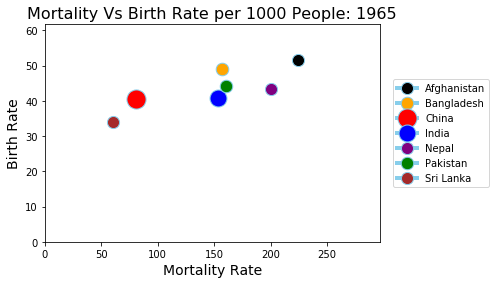 Mortality Vs Birth Rate per 1000 People: 1965
60
50
40
30
20
10
0
Birth Rate
0 50 100 150 200 250
Mortality Rate
Afghanistan
Bangladesh
China
India
Nepal
Pakistan
Sri Lanka